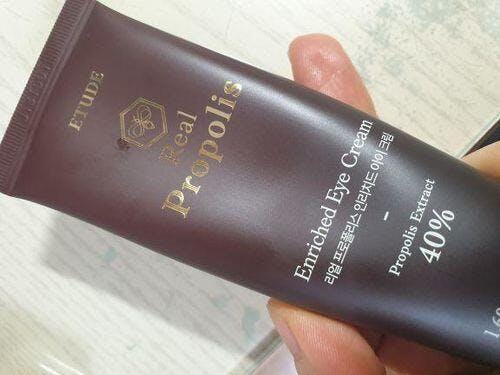 ETUDE
Real
Propolis
Enriched Eye Cream
리얼 프로폴리스 인리치드 아이 크림
Propolis Extract
40%